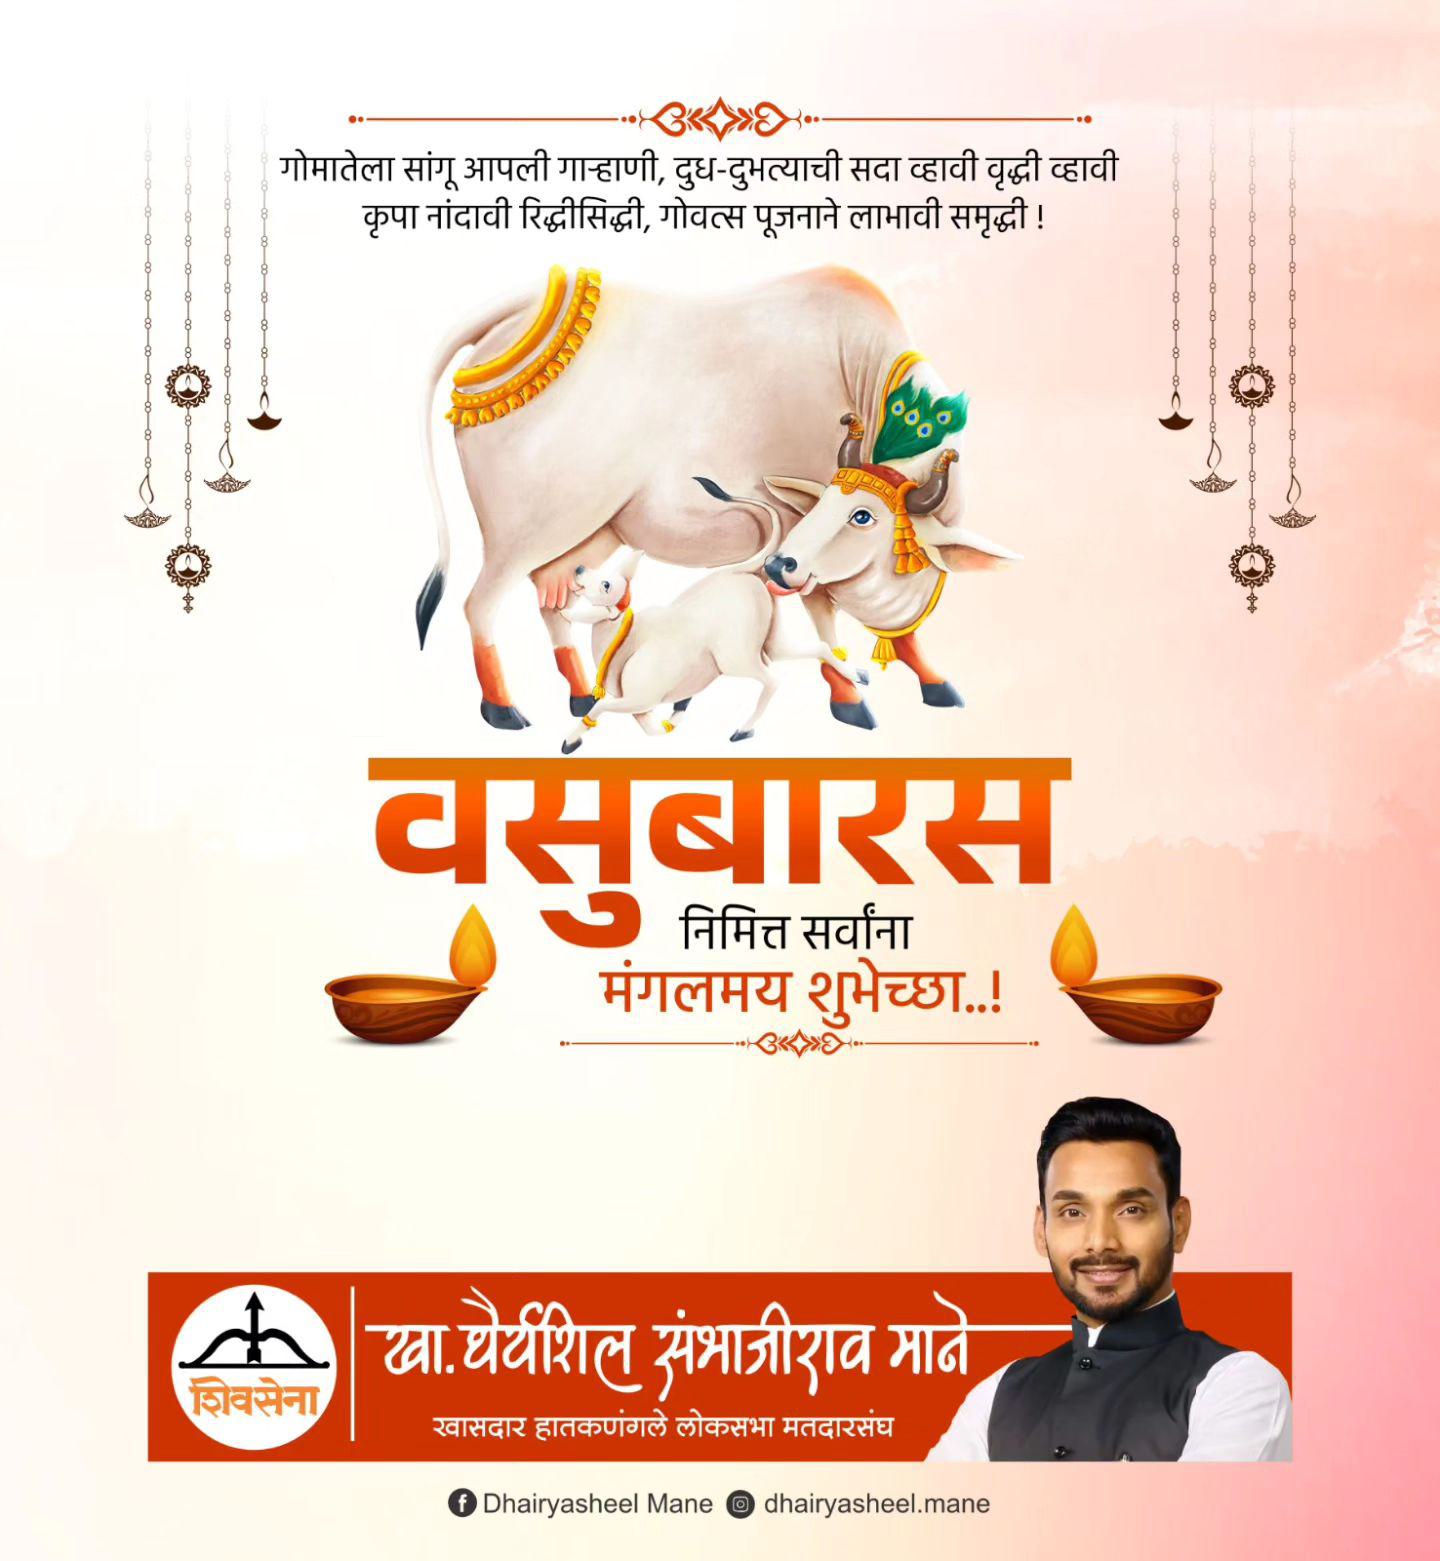 गोमातेला सांगू आपली गाऱ्हाणी, दुध-दुभत्याची सदा व्हावी वृद्धी व्हावी
कृपा नांदावी रिद्धीसिद्धी, गोवत्स पूजनाने लाभावी समृद्धी !
वसुबारस
निमित्त सर्वांना
मंगलमय शुभेच्छा..!
शिवसेना
खा. धैर्यशिल संभाजीराव माने
खासदार हातकणंगले लोकसभा मतदारसंघ
Dhairyasheel Mane dhairyasheel.mane